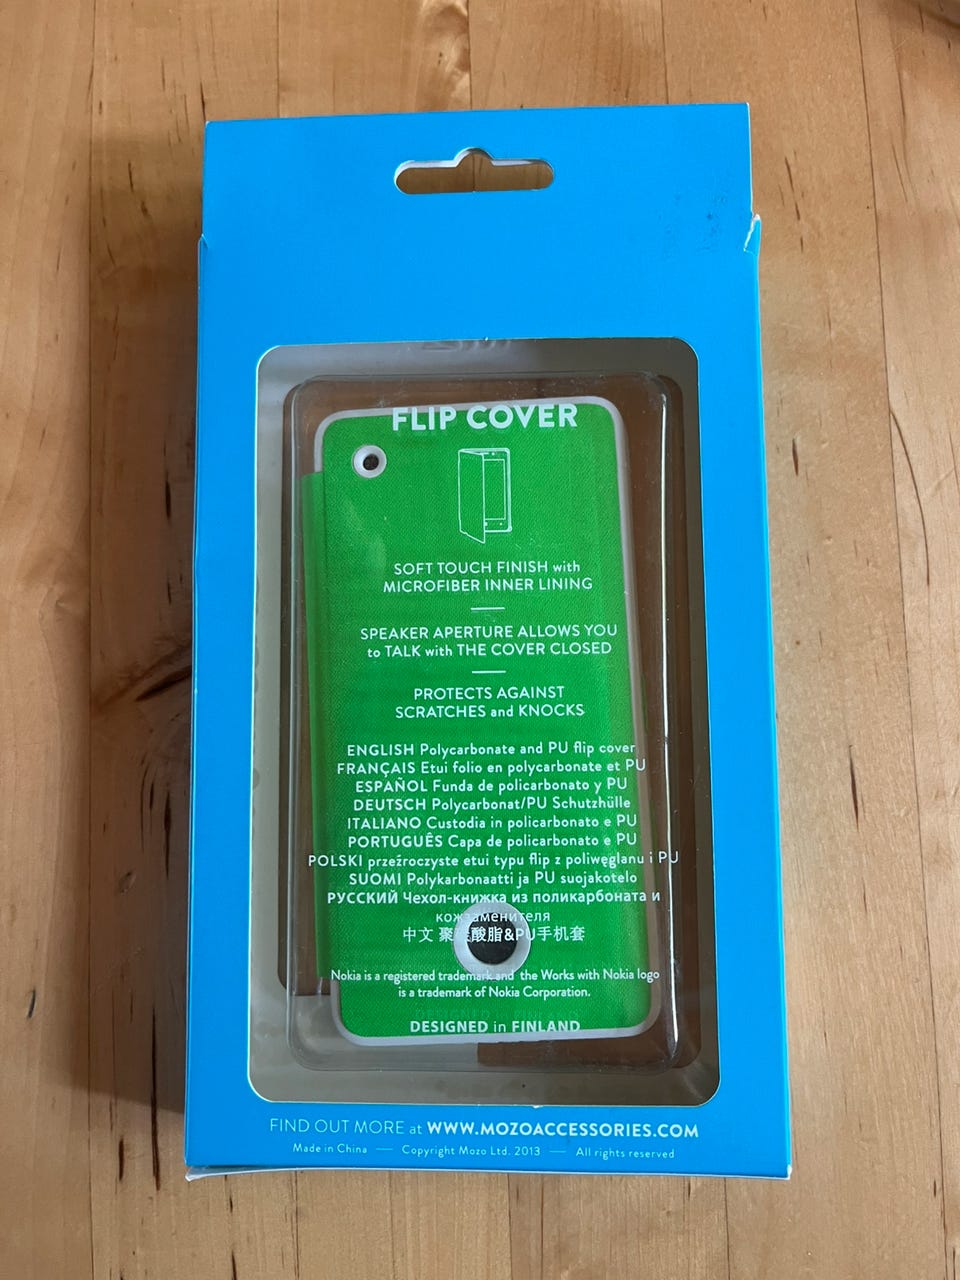 FLIP COVER
SOFT TOUCH FINISH with
MICROFIBER INNER LINING
SPEAKER APERTURE ALLOWS YOU
to TALK with THE COVER CLOSED
PROTECTS AGAINST
SCRATCHES and KNOCKS
ENGLISH Polycarbonate and PU flip cover
FRANÇAIS Etui folio en polycarbonate et PU
ESPAÑOL Funda de policarbonato y PU
DEUTSCH Polycarbonat/PU Schutzhülle
ITALIANO Custodia in policarbonato e PU
PORTUGUÊS Capa de policarbonato e PU
POLSKI przeźroczyste etui typu flip z poliwęglanu i PU
SUOMI Polykarbonaatti ja PU suojakotelo
РУССКИЙ Чехол-книжка из поликарбоната и
кожзаменителя
中文 聚碳酸脂&PU手机套
Nokia is a registered trademark and the Works with Nokia logo
is a trademark of Nokia Corporation.
DESIGNED in FINLAND
FIND OUT MORE at WWW.MOZOACCESSORIES.COM
Made in China — Copyright Mozo Ltd. 2013 — All rights reserved